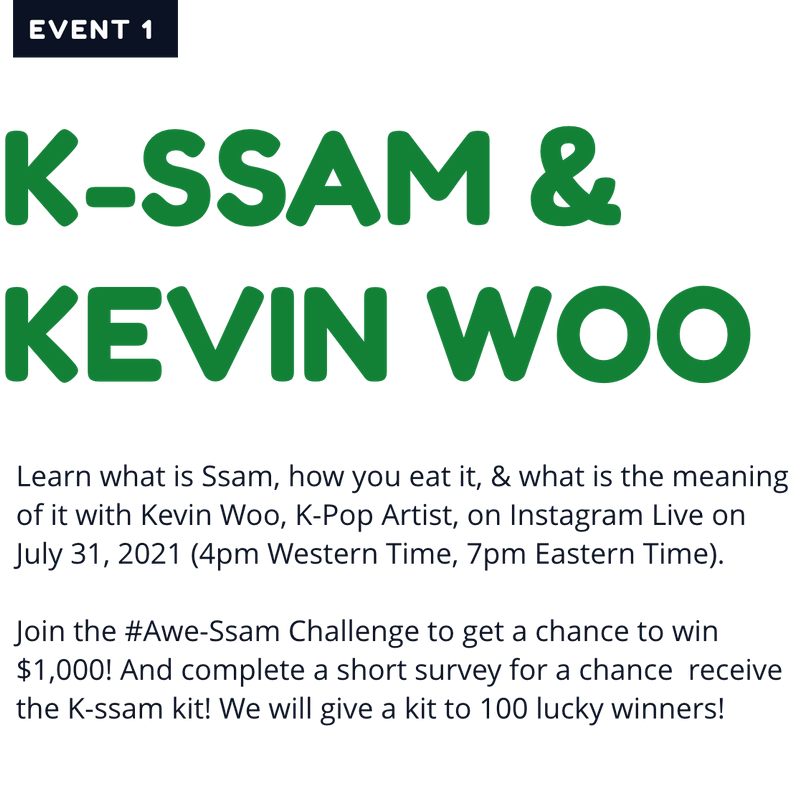 EVENT 1
K-SSAM &
KEVIN WOO
Learn what is Ssam, how you eat it, & what is the meaning
of it with Kevin Woo, K-Pop Artist, on Instagram Live on
July 31, 2021 (4pm Western Time, 7pm Eastern Time).
Join the #Awe-Ssam Challenge to get a chance to win
$1,000! And complete a short survey for a chance  receive
the K-ssam kit! We will give a kit to 100 lucky winners!